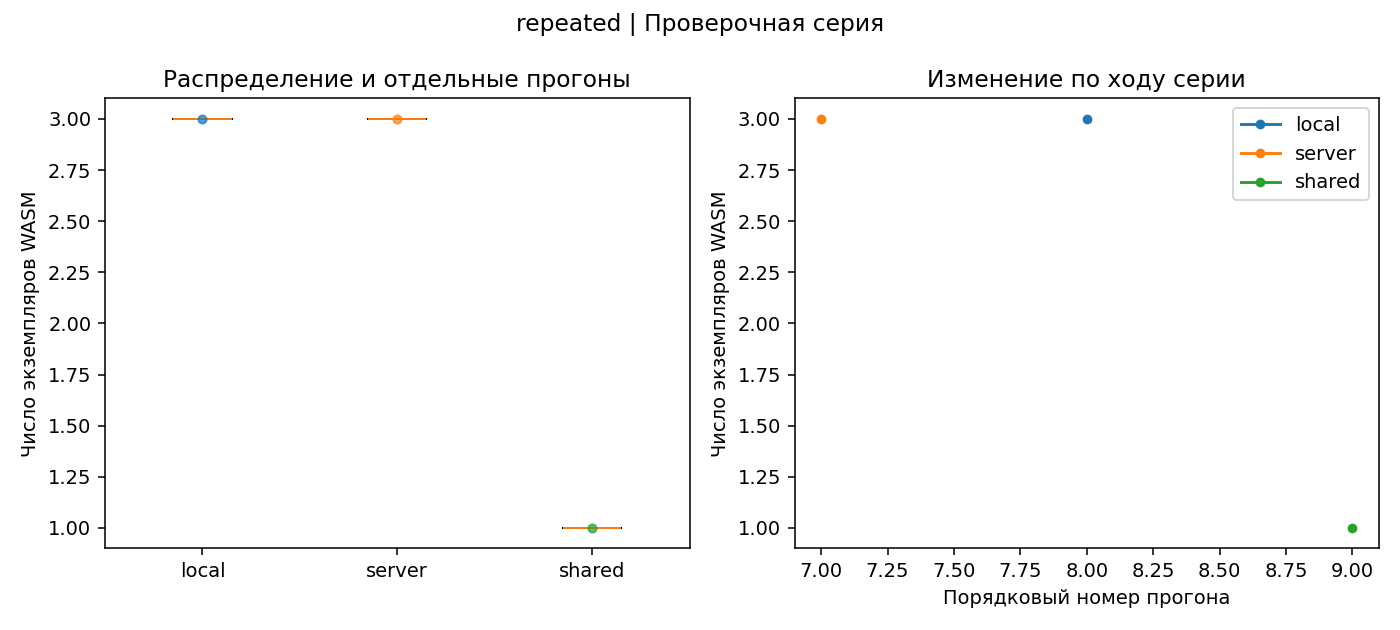 repeated | Проверочная серия
Распределение и отдельные прогоны
Число экземпляров WASM
3.00
2.75
2.50
2.25
2.00
1.75
1.50
1.25
1.00
local server shared
Изменение по ходу серии
Число экземпляров WASM
3.00
2.75
2.50
2.25
2.00
1.75
1.50
1.25
1.00
local
server
shared
7.00 7.25 7.50 7.75 8.00 8.25 8.50 8.75 9.00
Порядковый номер прогона